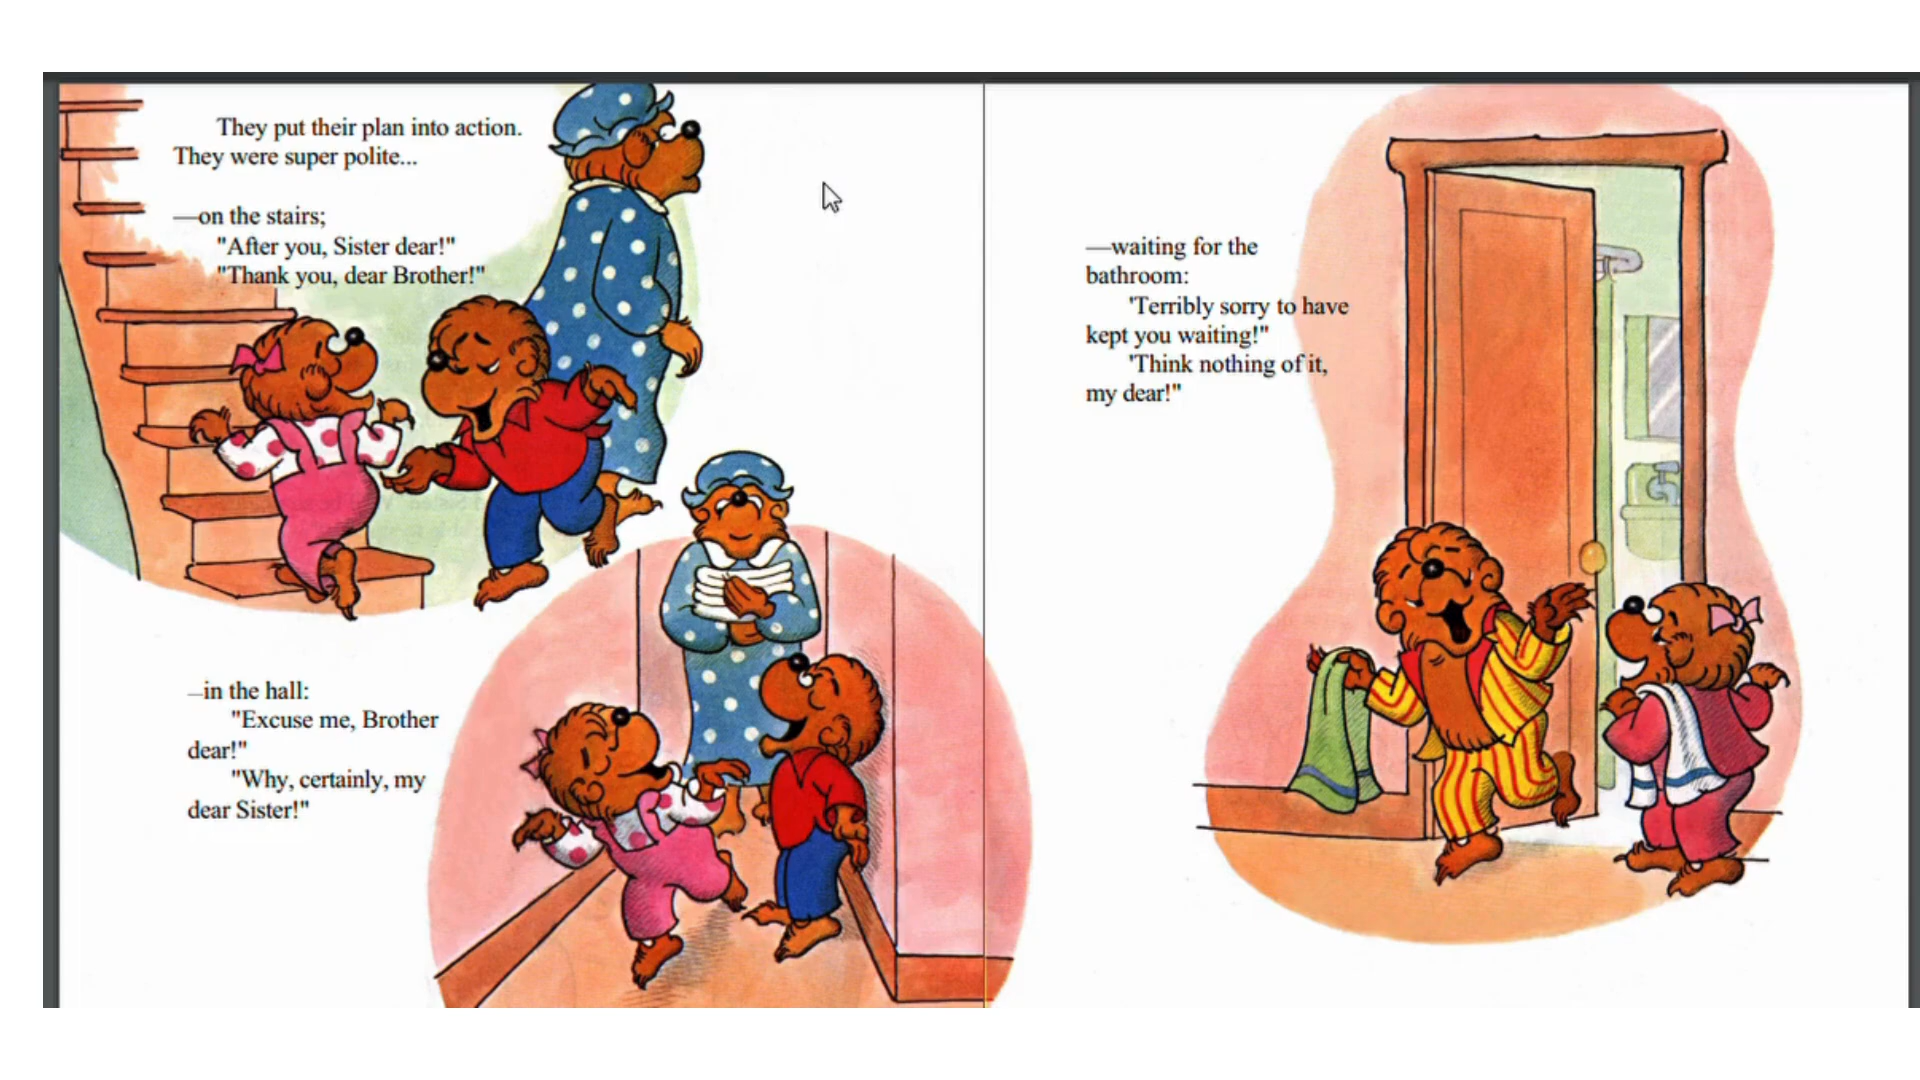 They put their plan into action.
They were super polite...
—on the stairs;
"After you, Sister dear!"
"Thank you, dear Brother!"
—in the hall:
"Excuse me, Brother
dear!"
"Why, certainly, my
dear Sister!"
—waiting for the
bathroom:
'Terribly sorry to have
kept you waiting!"
'Think nothing of it,
my dear!"